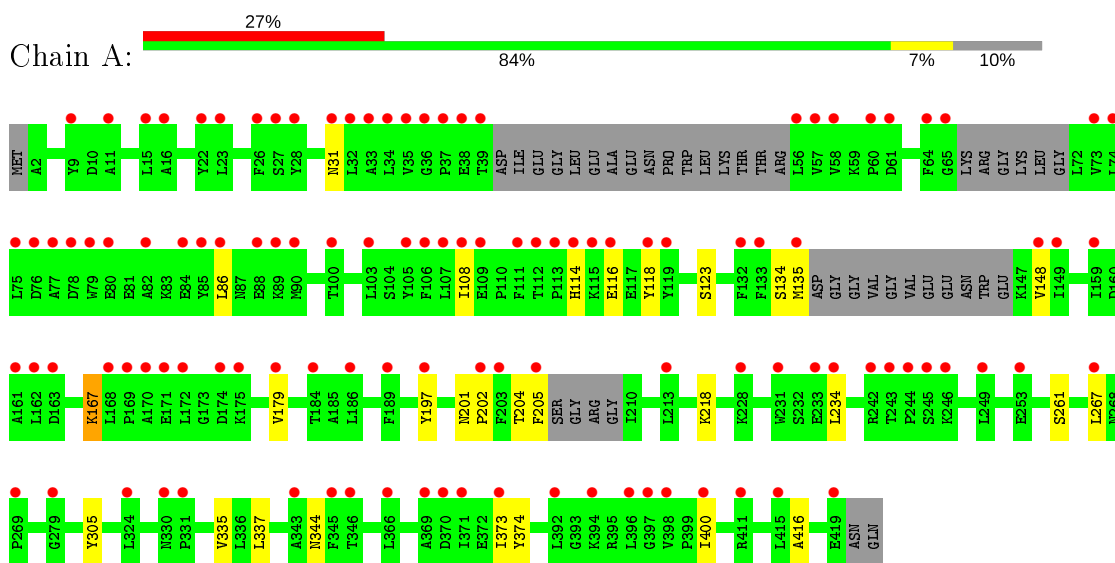 27%
Chain A:
84% 7% 10%
MET A2 Y9 D10 A11 L15 A16 Y22 L23 F26 S27 Y28 N31 L32 A33 L34 V35 G36 P37 E38 T39 ASP ILE GLU GLY LEU GLU ALA GLU ASN PRO TRP LEU LYS THR THR ARG L56 V57 V58 K59 P60 D61 F64 G65 LYS ARG GLY LYS LEU GLY L72 V73 L74
L75 D76 A77 D78 W79 E80 E81 A82 K83 E84 Y85 L86 N87 E88 K89 M90 T100 L103 S104 Y105 F106 L107 I108 E109 P110 F111 T112 P113 H114 K115 E116 E117 Y118 Y119 S123 F132 F133 S134 M135 ASP GLY GLY VAL GLY VAL GLU GLU ASN TRP GLU K147 V148 I149 I159 D160
A161 L162 D163 K167 L168 P169 A170 E171 L172 G173 D174 K175 V179 T184 A185 L186 F189 Y197 N201 P202 F203 T204 F205 SER GLY ARG GLY I210 L213 K218 K228 W231 S232 E233 L234 R242 T243 P244 S245 K246 L249 E253 S261 L267 N268
P269 G279 Y305 L324 N330 P331 V335 L336 L337 A343 N344 F345 T346 L366 A369 D370 I371 E372 I373 Y374 L392 G393 K394 R395 L396 G397 V398 P399 I400 R411 L415 A416 E419 ASN GLN